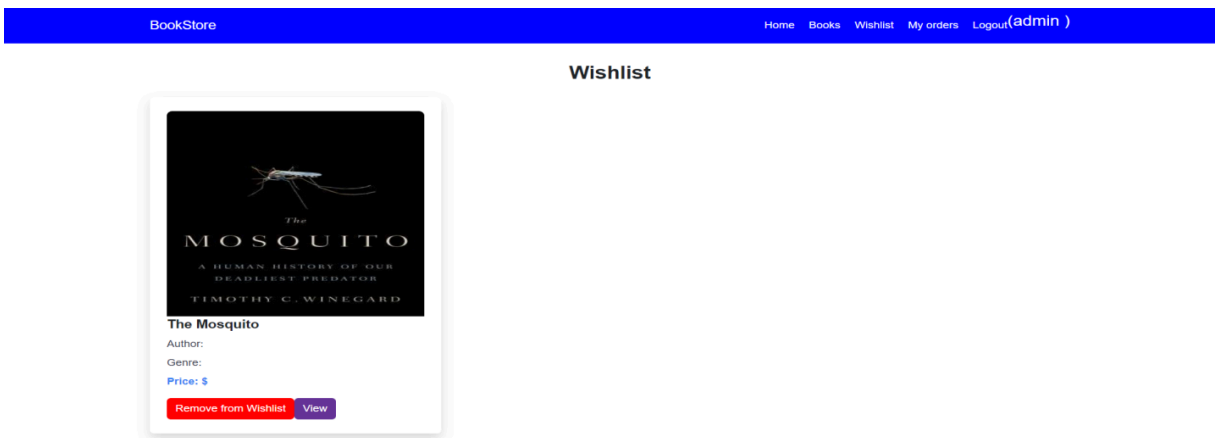 BookStore Home Books Wishlist My orders Logout(admin )
Wishlist
The
MOSQUITO
A HUMAN HISTORY OF OUR
DEADLIEST PREDATOR
TIMOTHY C. WINEGARD
The Mosquito
Author:
Genre:
Price: $
Remove from Wishlist View